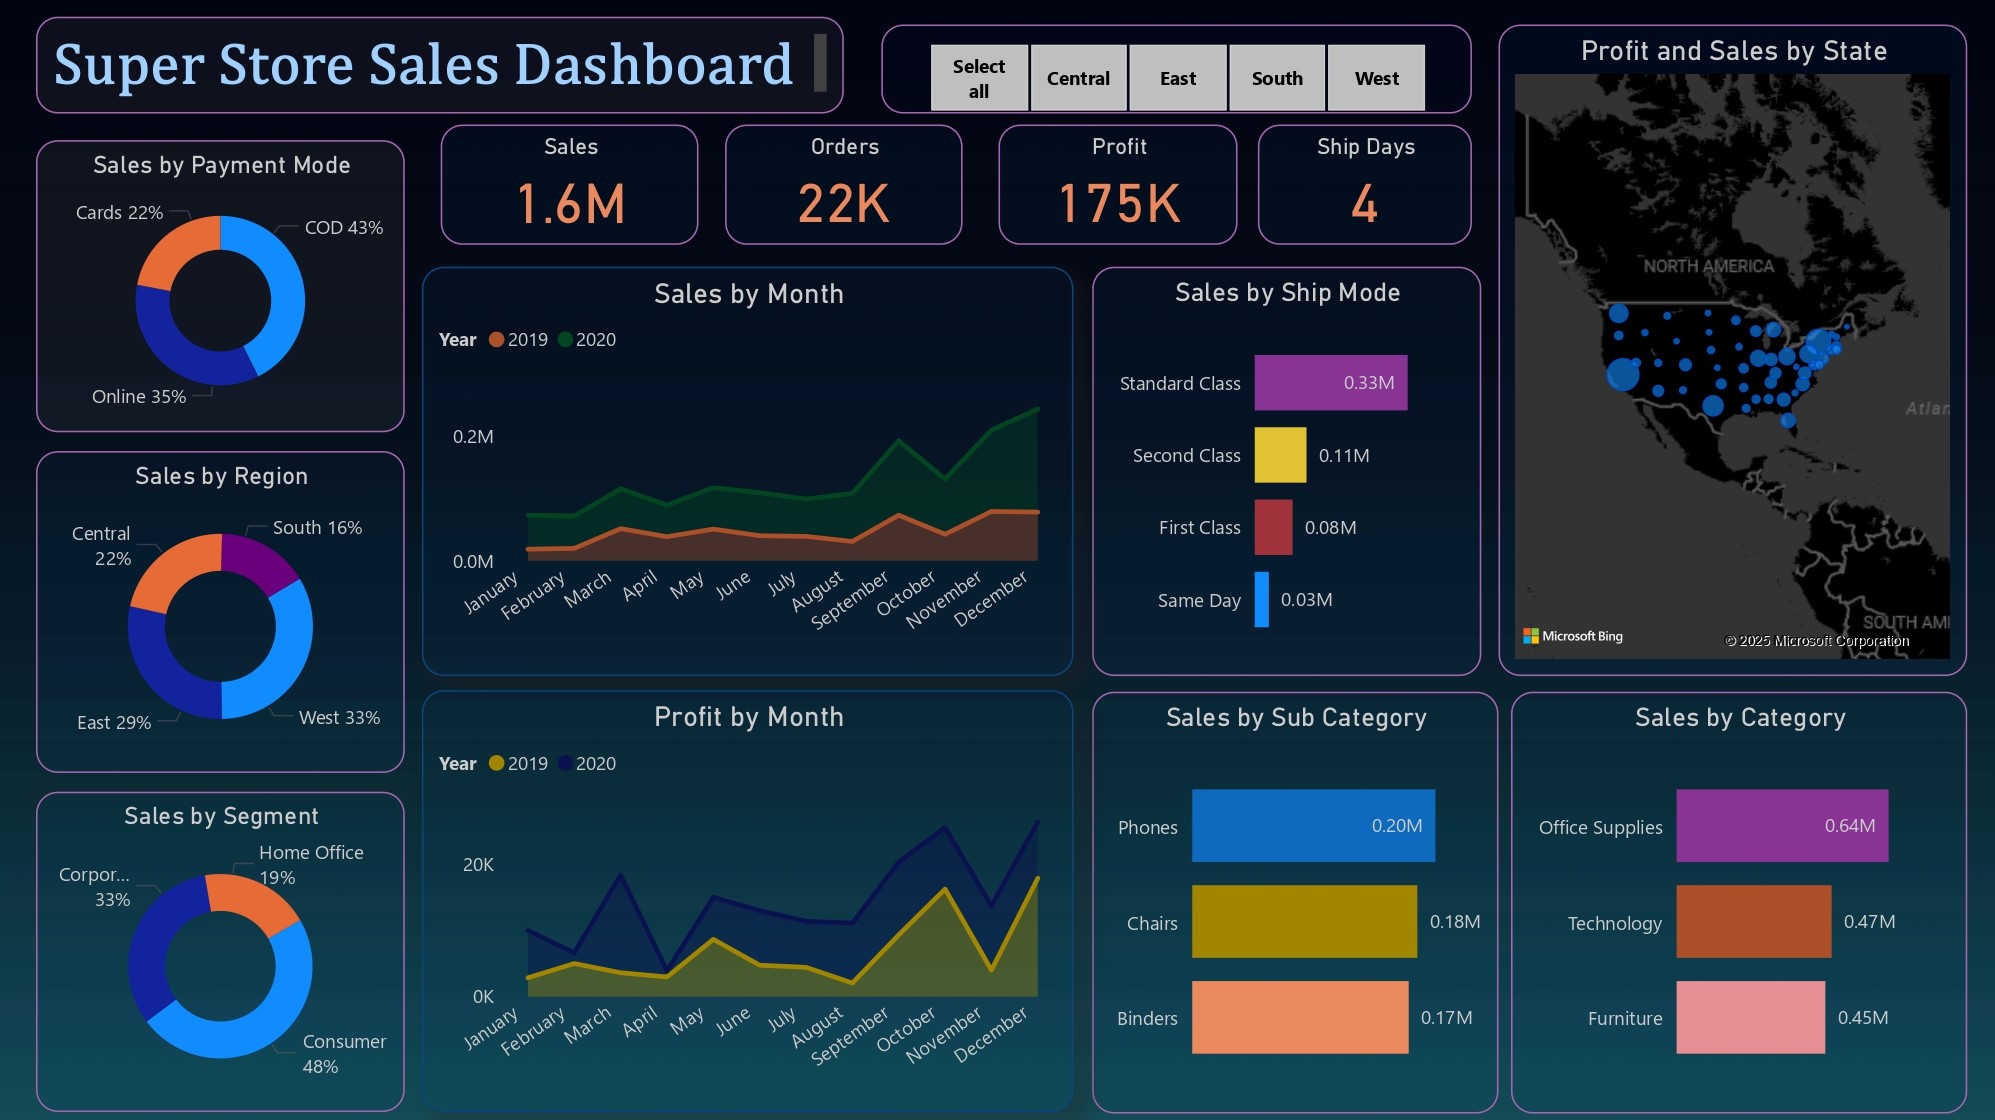 Super Store Sales Dashboard
Select
all
Central
East
South
West
Profit and Sales by State
NORTH AMERICA
Atlan
SOUTH AM
Microsoft Bing
© 2025 Microsoft Corporation
Sales by Payment Mode
Cards 22%
COD 43%
Online 35%
Sales
1.6M
Orders
22K
Profit
175K
Ship Days
4
Sales by Month
Year 2019 2020
0.2M
0.0M
January
February
March
April
May
June
July
August
September
October
November
December
Sales by Ship Mode
Standard Class 0.33M
Second Class 0.11M
First Class 0.08M
Same Day 0.03M
Sales by Region
Central
22%
South 16%
East 29%
West 33%
Sales by Segment
Home Office
19%
Corpor...
33%
Consumer
48%
Profit by Month
Year 2019 2020
20K
0K
January
February
March
April
May
June
July
August
September
October
November
December
Sales by Sub Category
Phones 0.20M
Chairs 0.18M
Binders 0.17M
Sales by Category
Office Supplies 0.64M
Technology 0.47M
Furniture 0.45M